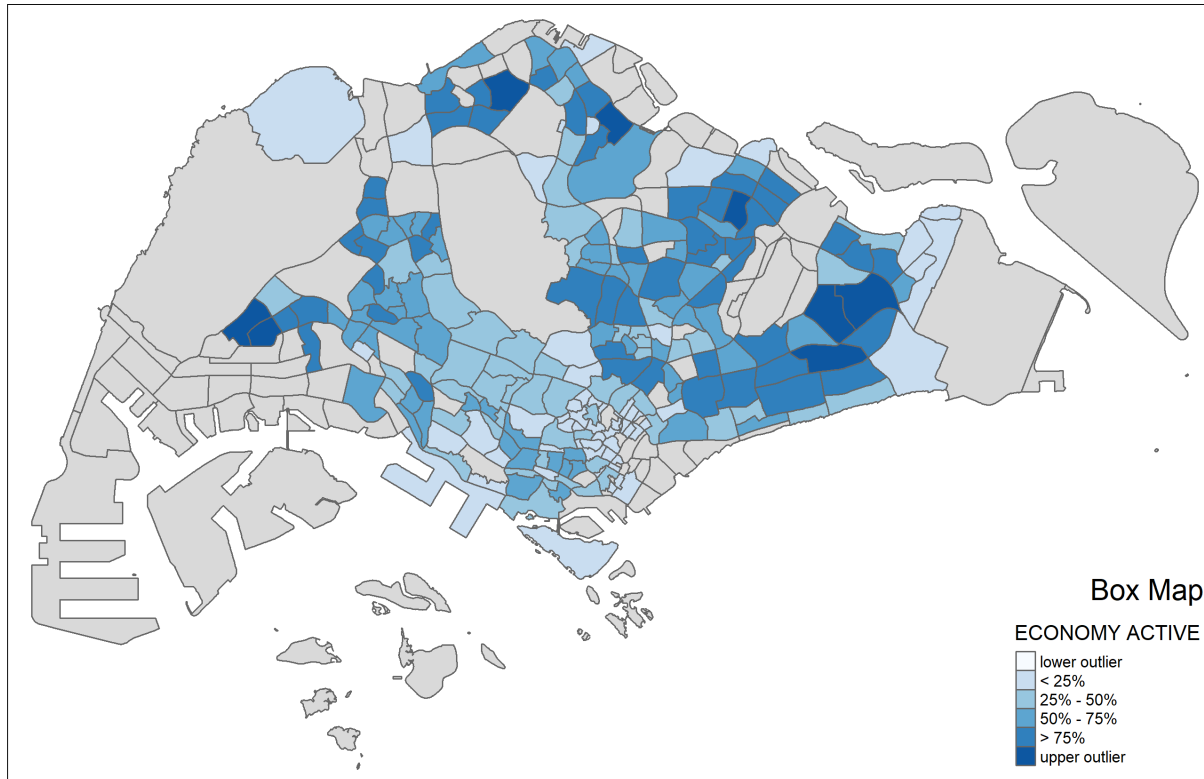 Box Map
ECONOMY ACTIVE
lower outlier
< 25%
25% - 50%
50% - 75%
> 75%
upper outlier